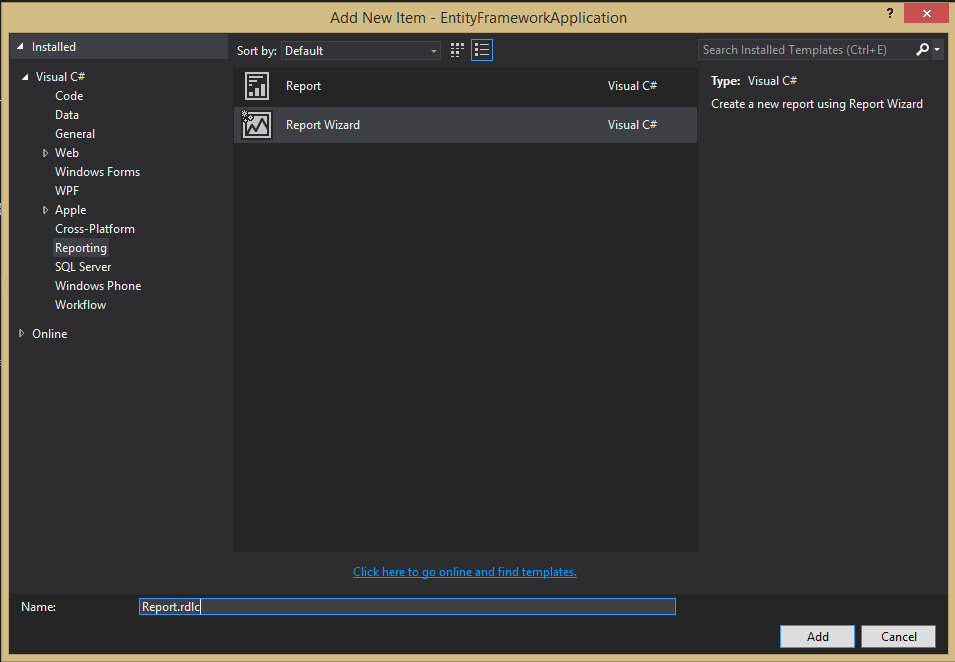 Add New Item - EntityFrameworkApplication
?
Installed
Sort by: Default
Search Installed Templates (Ctrl+E)
Visual C#
Code
Data
General
Web
Windows Forms
WPF
Apple
Cross-Platform
Reporting
SQL Server
Windows Phone
Workflow
Online
Report Visual C#
Report Wizard Visual C#
Type: Visual C#
Create a new report using Report Wizard
Click here to go online and find templates.
Name: Report.rdlc
Add Cancel